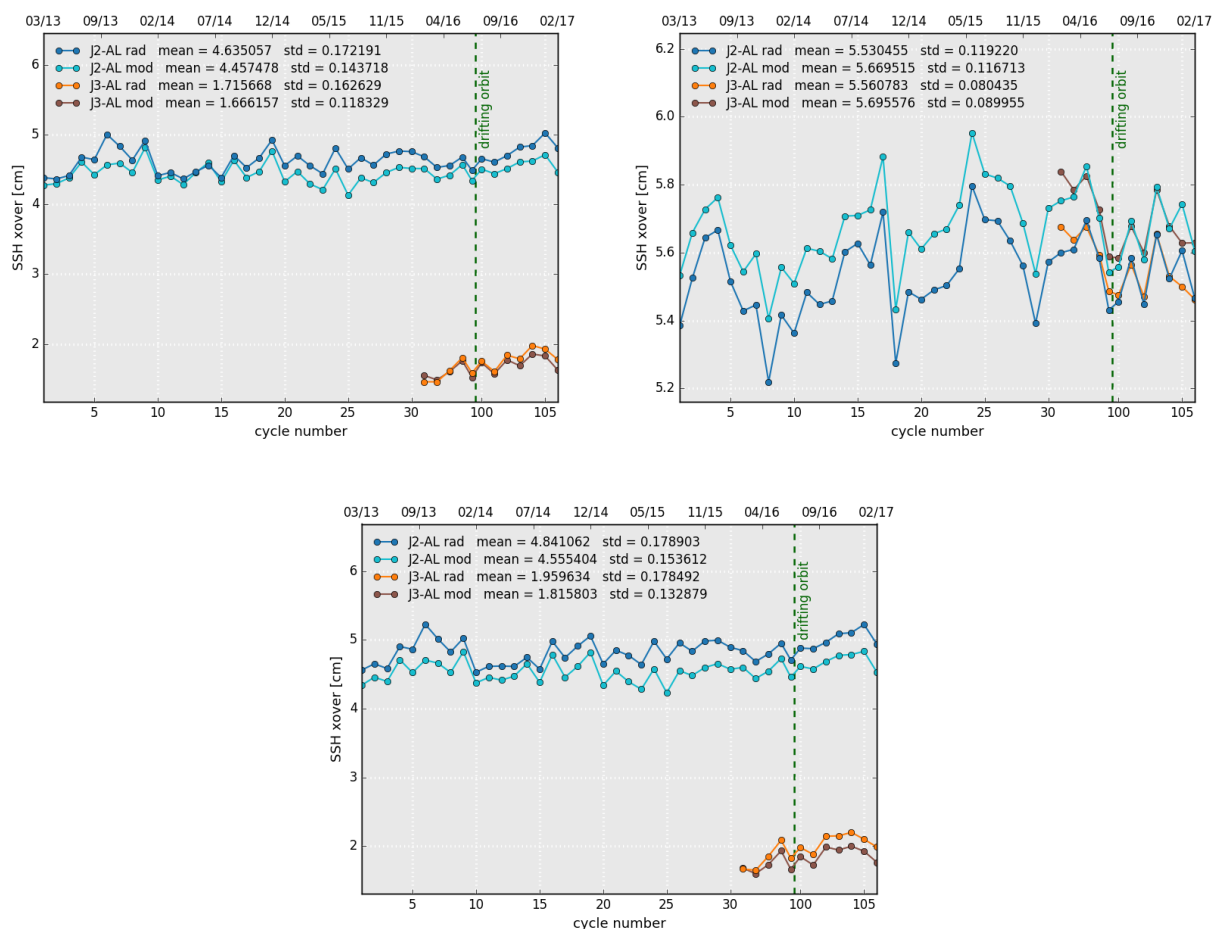 03/13 09/13 02/14 07/14 12/14 05/15 11/15 04/16 09/16 02/17
J2-AL rad mean = 4.635057 std = 0.172191
J2-AL mod mean = 4.457478 std = 0.143718
J3-AL rad mean = 1.715668 std = 0.162629
J3-AL mod mean = 1.666157 std = 0.118329
drifting orbit
SSH xover [cm]
6
5
4
3
2
5 10 15 20 25 30 100 105
cycle number
03/13 09/13 02/14 07/14 12/14 05/15 11/15 04/16 09/16 02/17
J2-AL rad mean = 5.530455 std = 0.119220
J2-AL mod mean = 5.669515 std = 0.116713
J3-AL rad mean = 5.560783 std = 0.080435
J3-AL mod mean = 5.695576 std = 0.089955
drifting orbit
SSH xover [cm]
6.2
6.0
5.8
5.6
5.4
5.2
5 10 15 20 25 30 100 105
cycle number
03/13 09/13 02/14 07/14 12/14 05/15 11/15 04/16 09/16 02/17
J2-AL rad mean = 4.841062 std = 0.178903
J2-AL mod mean = 4.555404 std = 0.153612
J3-AL rad mean = 1.959634 std = 0.178492
J3-AL mod mean = 1.815803 std = 0.132879
drifting orbit
SSH xover [cm]
6
5
4
3
2
5 10 15 20 25 30 100 105
cycle number